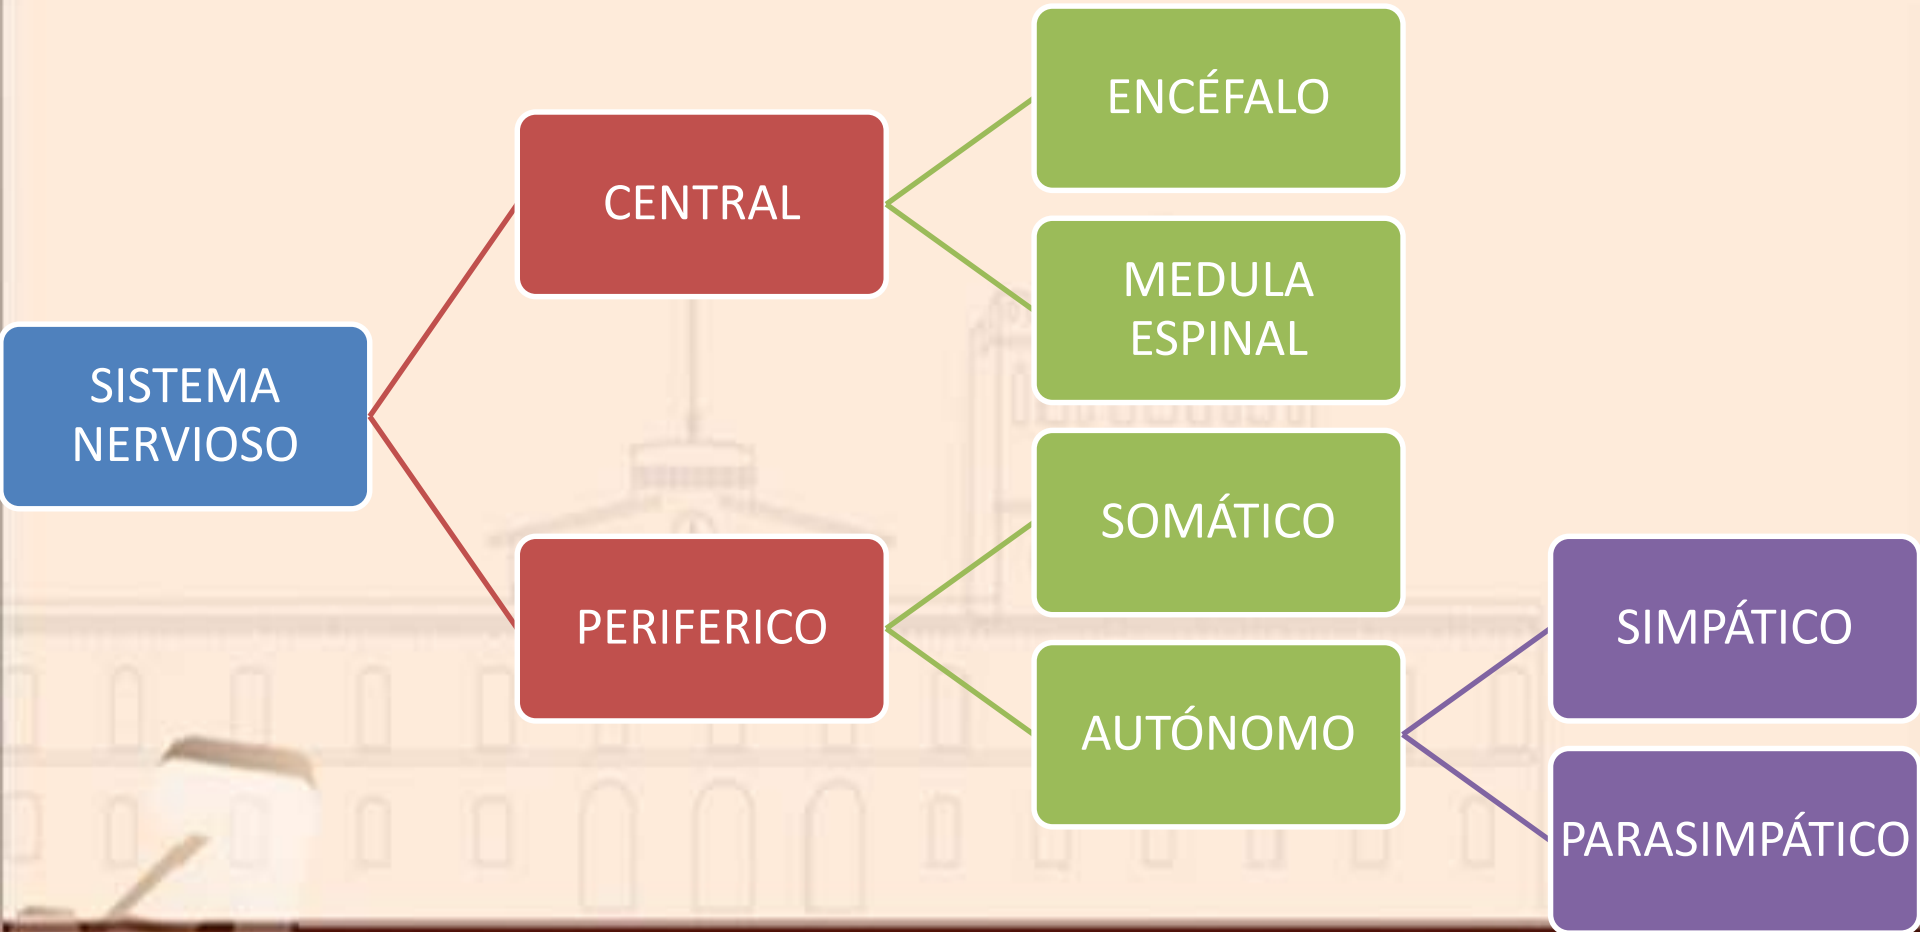 SISTEMA
NERVIOSO
CENTRAL
ENCÉFALO
MEDULA
ESPINAL
PERIFERICO
SOMÁTICO
AUTÓNOMO
SIMPÁTICO
PARASIMPÁTICO